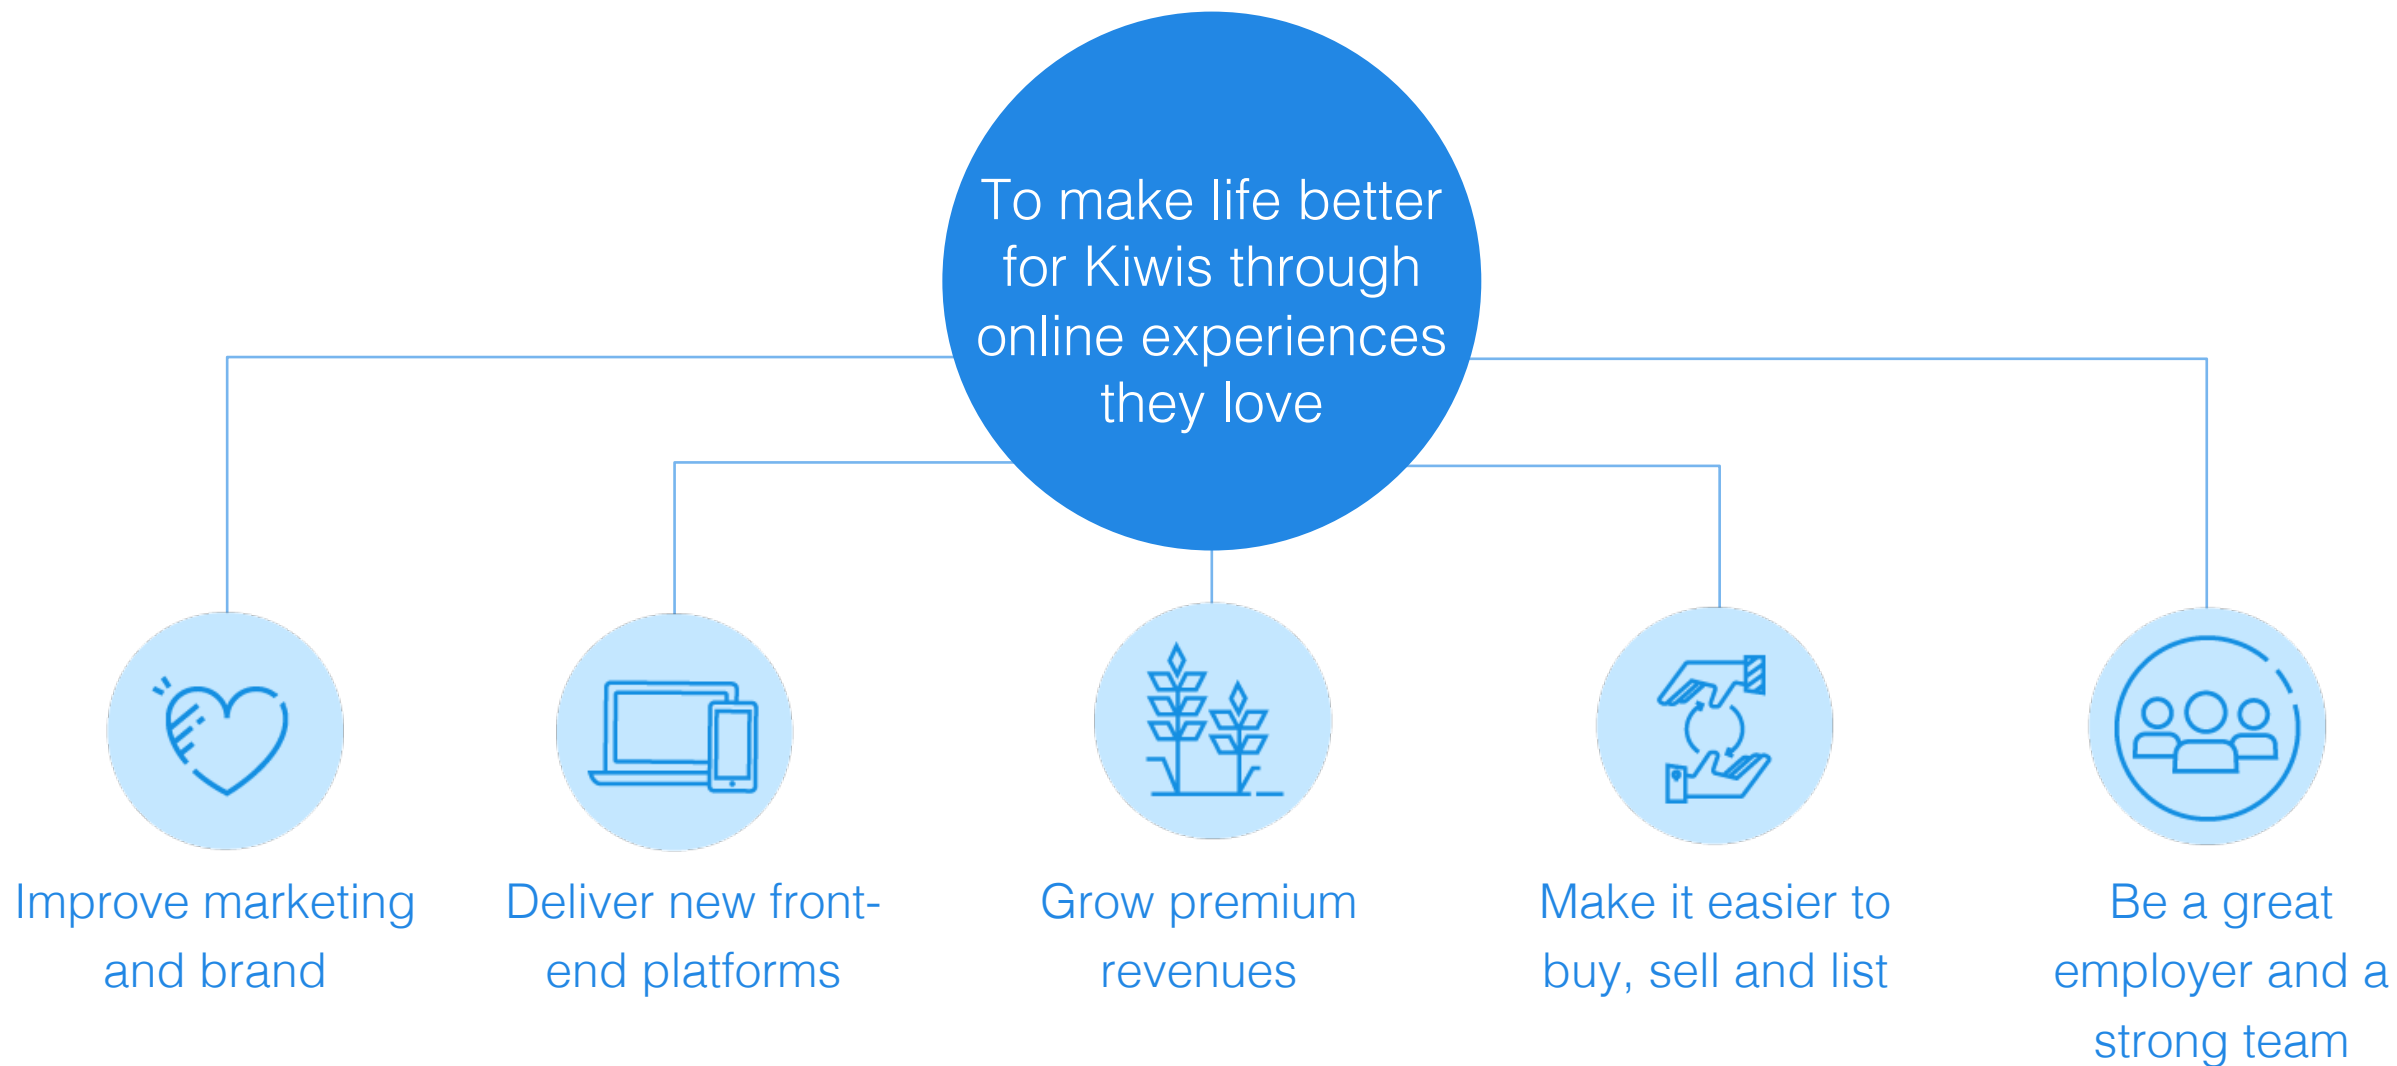 To make life better
for Kiwis through
online experiences
they love
Improve marketing
and brand
Deliver new front-
end platforms
Grow premium
revenues
Make it easier to
buy, sell and list
Be a great
employer and a
strong team